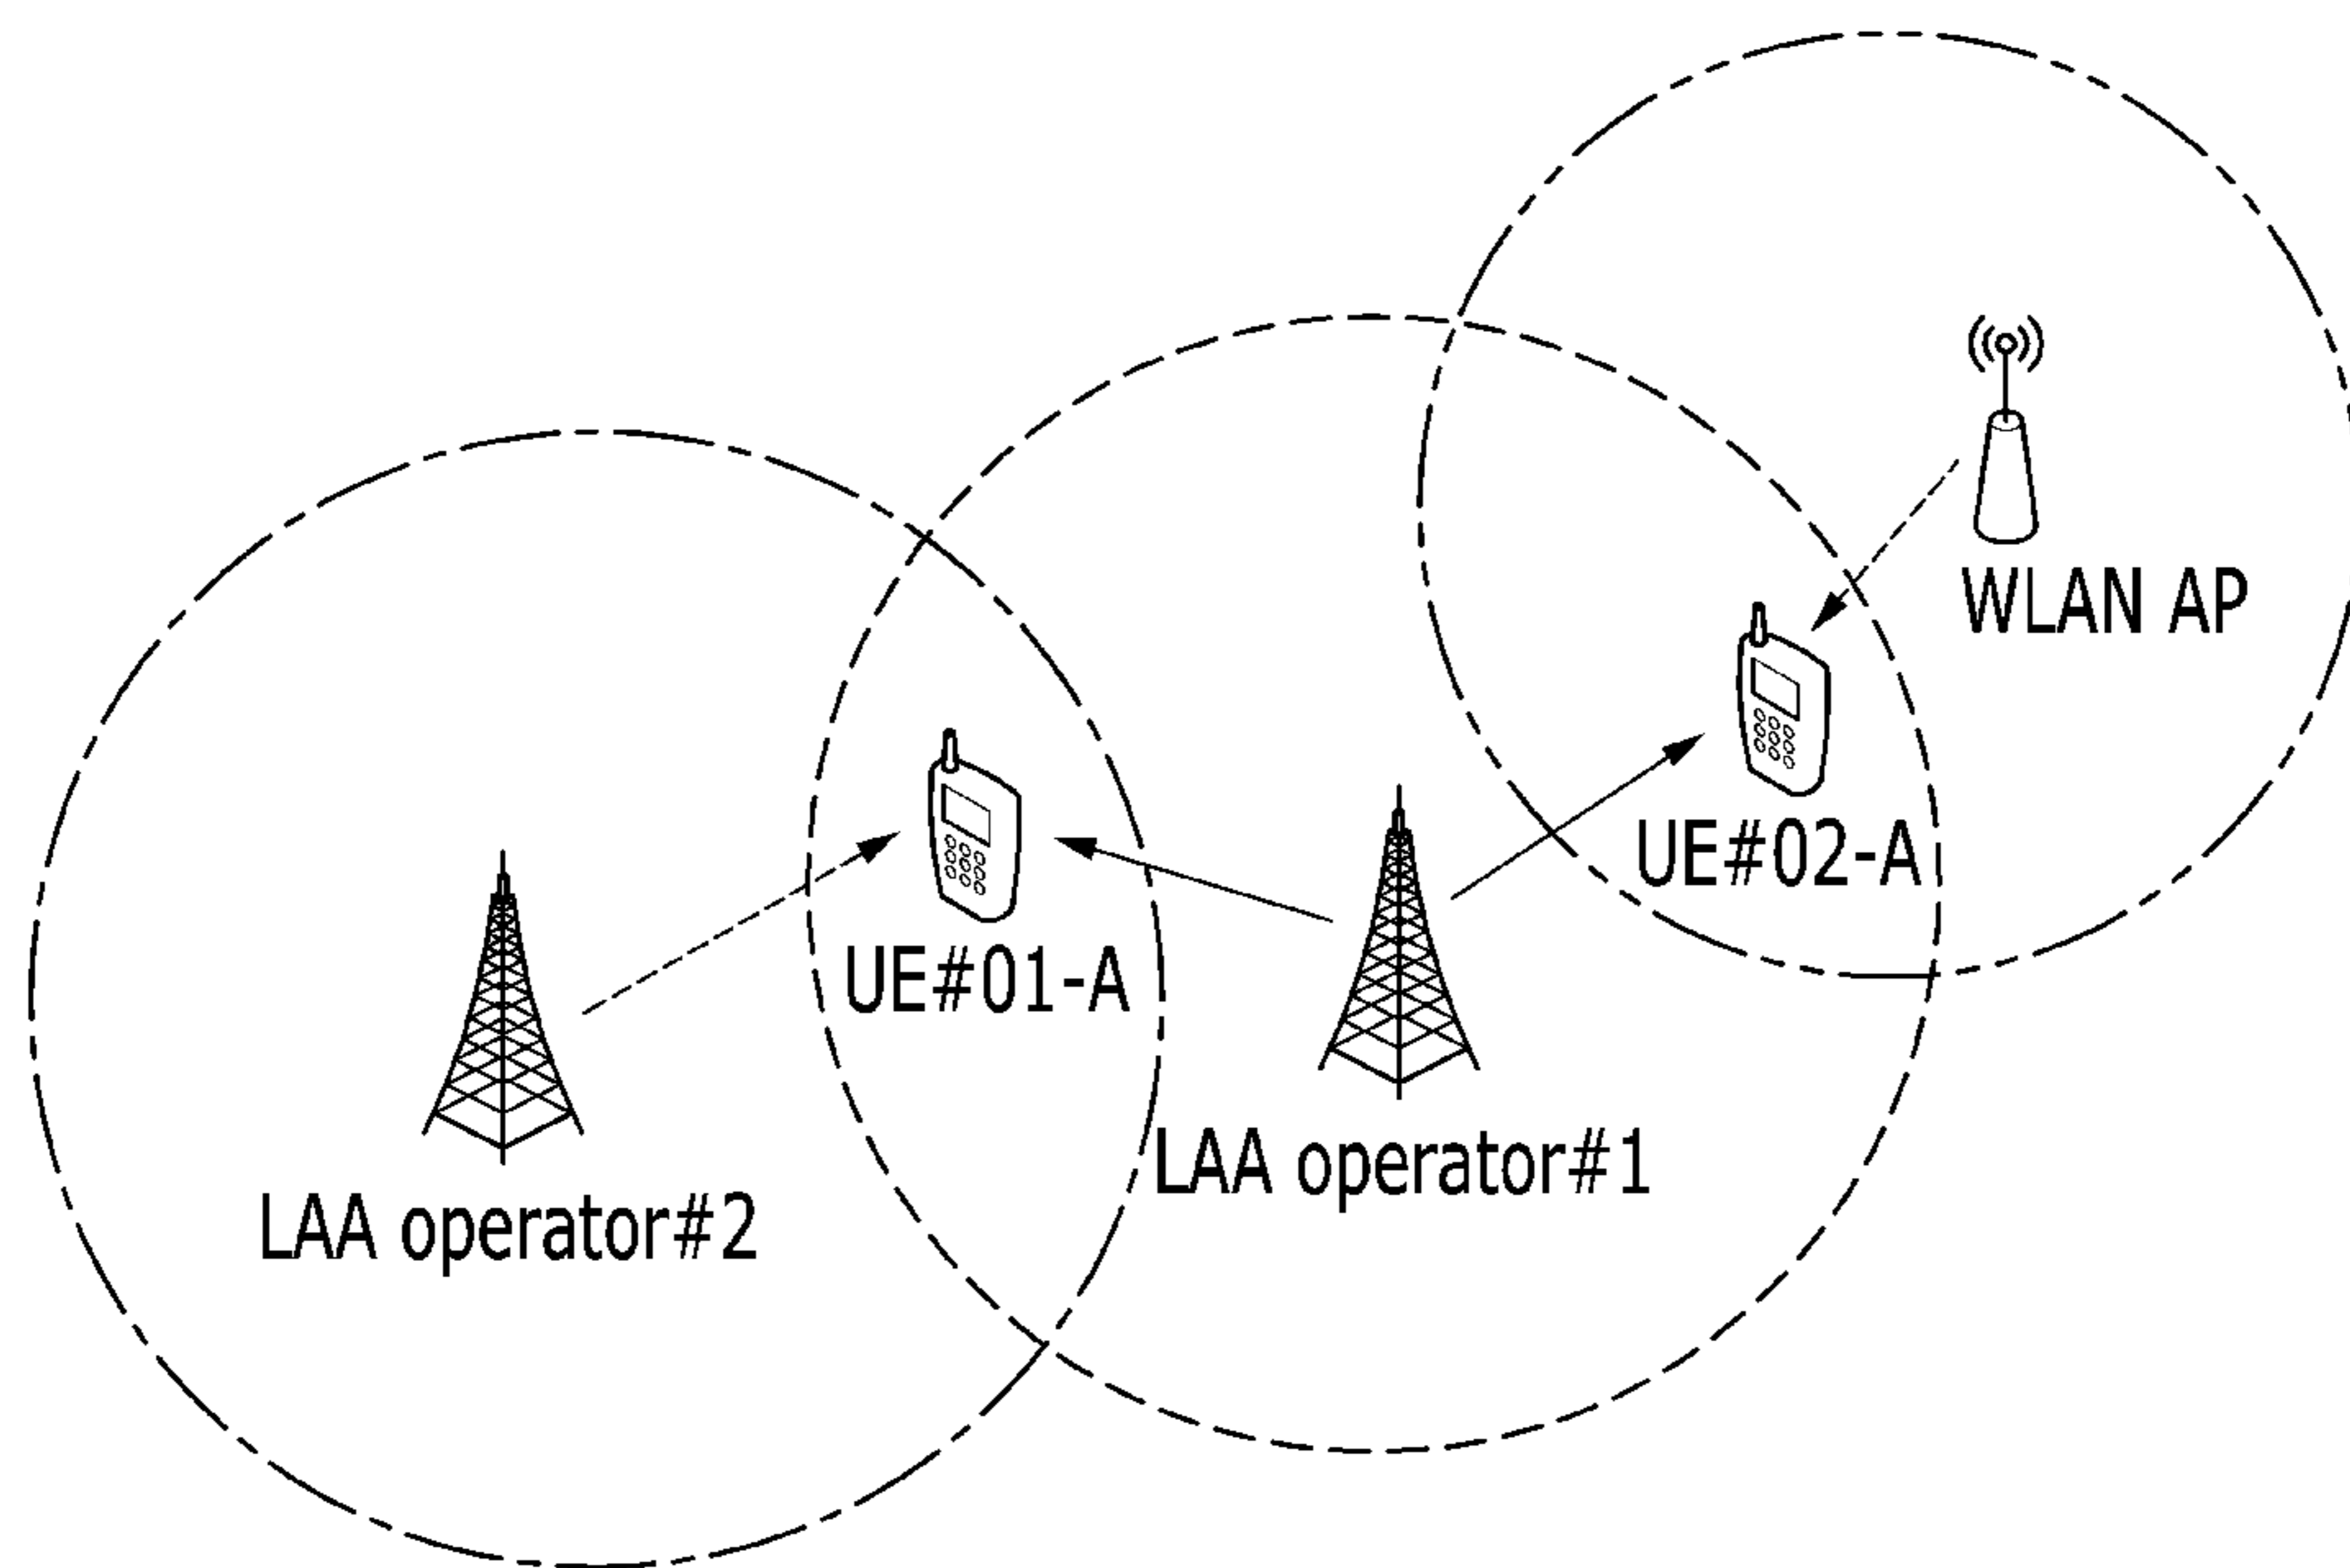 WLAN AP
UE#02-A
UE#01-A
LAA operator#1
LAA operator#2